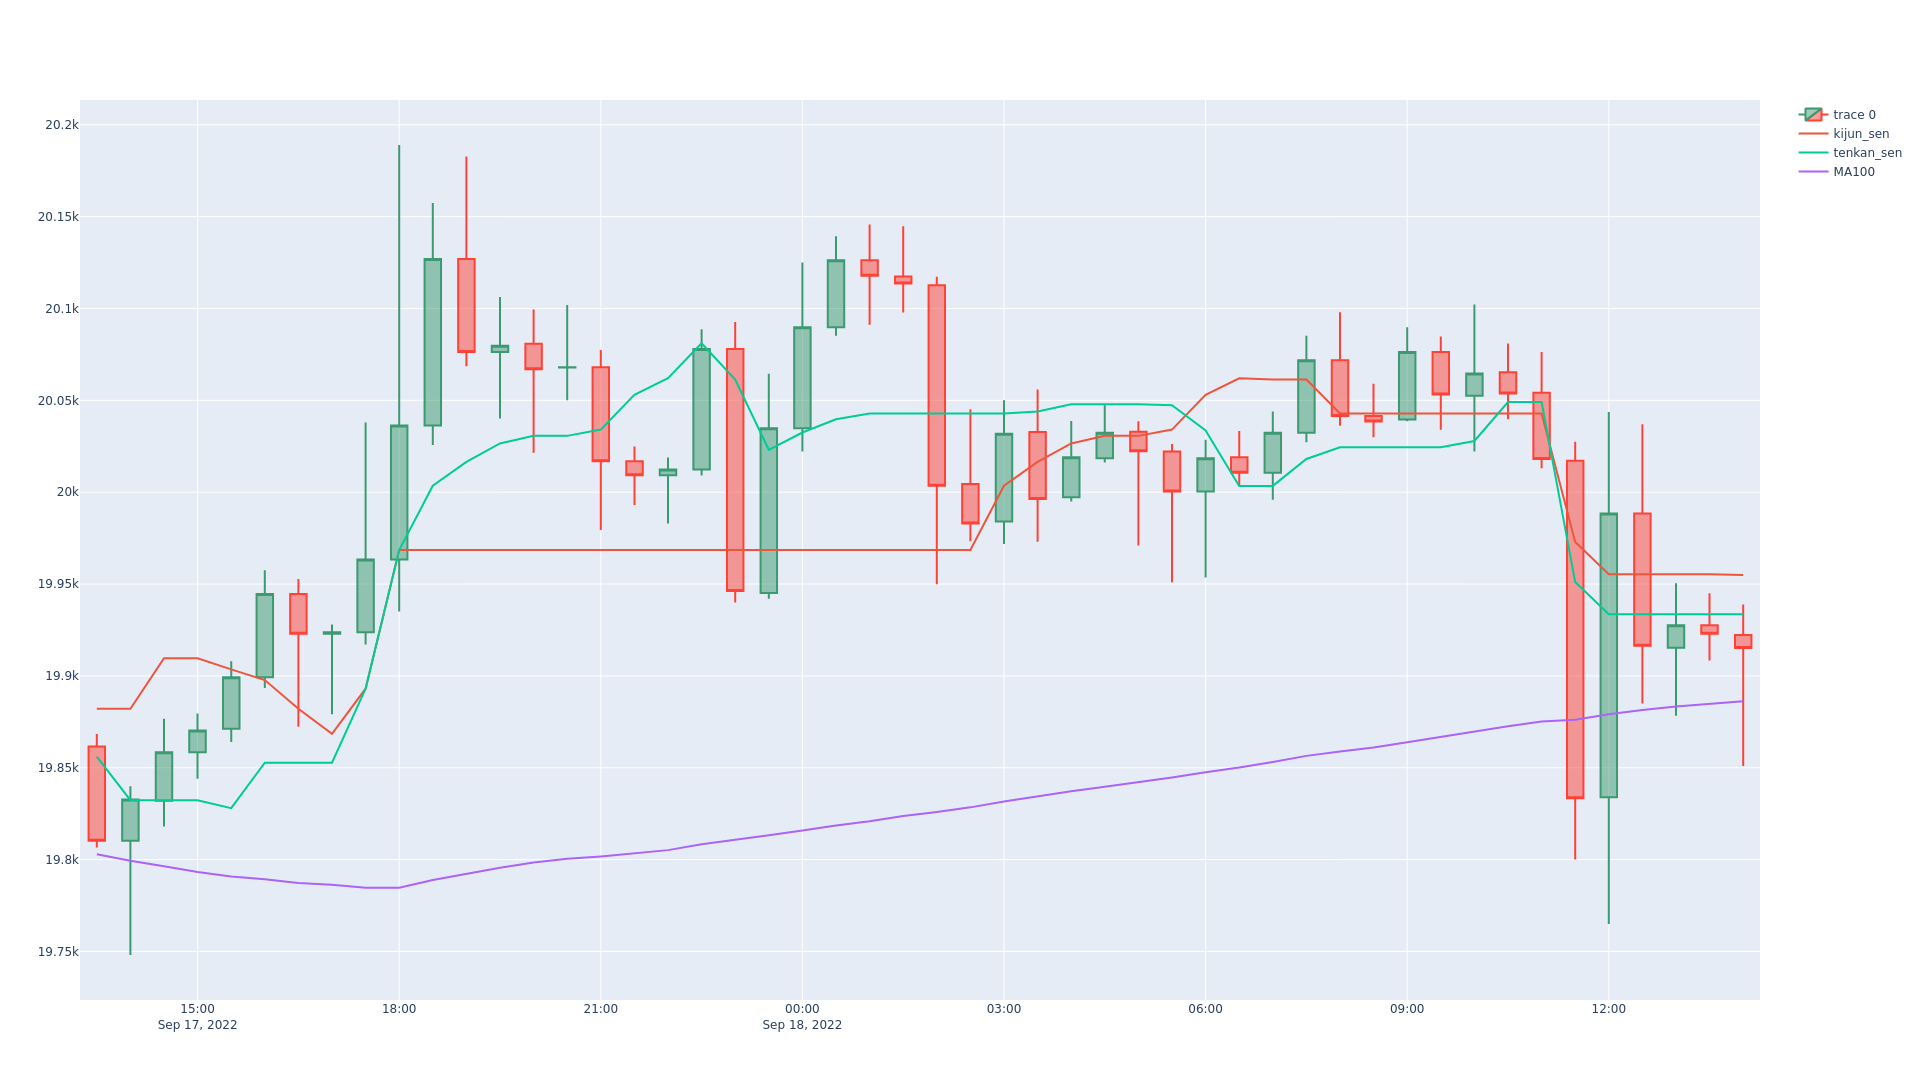 20.2k
20.15k
20.1k
20.05k
20k
19.95k
19.9k
19.85k
19.8k
19.75k
15:00
Sep 17, 2022
18:00
21:00
00:00
Sep 18, 2022
03:00
06:00
09:00
12:00
trace 0
kijun_sen
tenkan_sen
MA100